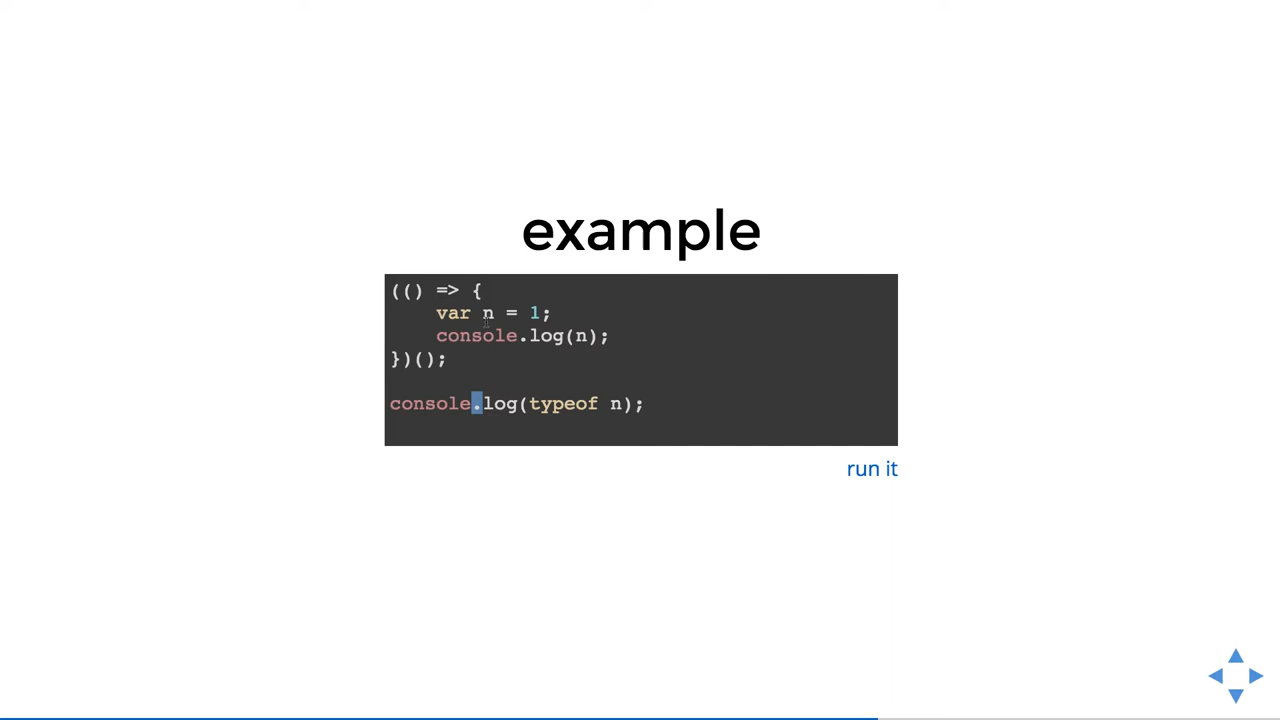 example
(() => {
    var n = 1;
    console.log(n);
})();
console.log(typeof n);
run it